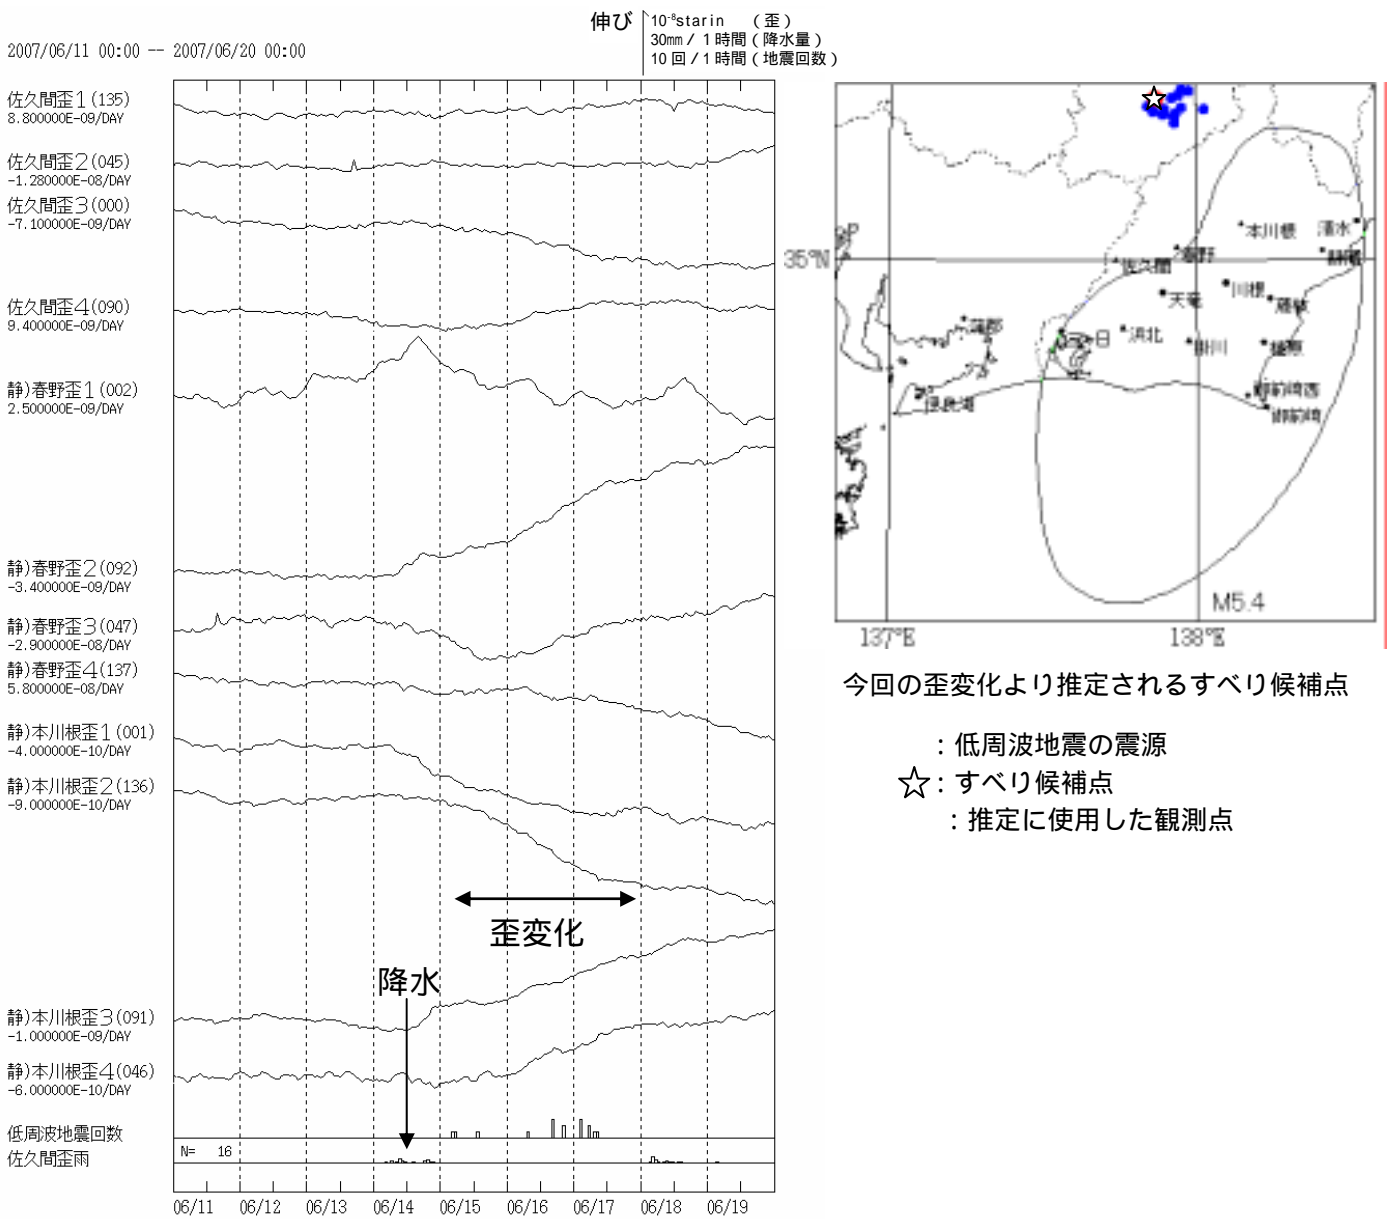 2007/06/11 00:00 -- 2007/06/20 00:00
伸び
10⁻⁸starin （歪）
30mm / 1時間（降水量）
10回 / 1時間（地震回数）
佐久間歪1(135)
8.800000E-09/DAY
佐久間歪2(045)
-1.280000E-08/DAY
佐久間歪3(000)
-7.100000E-09/DAY
佐久間歪4(090)
9.400000E-09/DAY
静)春野歪1(002)
2.500000E-09/DAY
静)春野歪2(092)
-3.400000E-09/DAY
静)春野歪3(047)
-2.900000E-08/DAY
静)春野歪4(137)
5.800000E-08/DAY
静)本川根歪1(001)
-4.000000E-10/DAY
静)本川根歪2(136)
-9.000000E-10/DAY
歪変化
降水
静)本川根歪3(091)
-1.000000E-09/DAY
静)本川根歪4(046)
-6.000000E-10/DAY
低周波地震回数
N= 16
佐久間歪雨
06/11 06/12 06/13 06/14 06/15 06/16 06/17 06/18 06/19
本川根
清水
35°N
佐久間
春野
天竜
川根
蒲郡
浜北
掛川
榛原
伊良湖
御前崎西
御前崎
M5.4
137°E
138°E
今回の歪変化より推定されるすべり候補点
：低周波地震の震源
☆：すべり候補点
：推定に使用した観測点